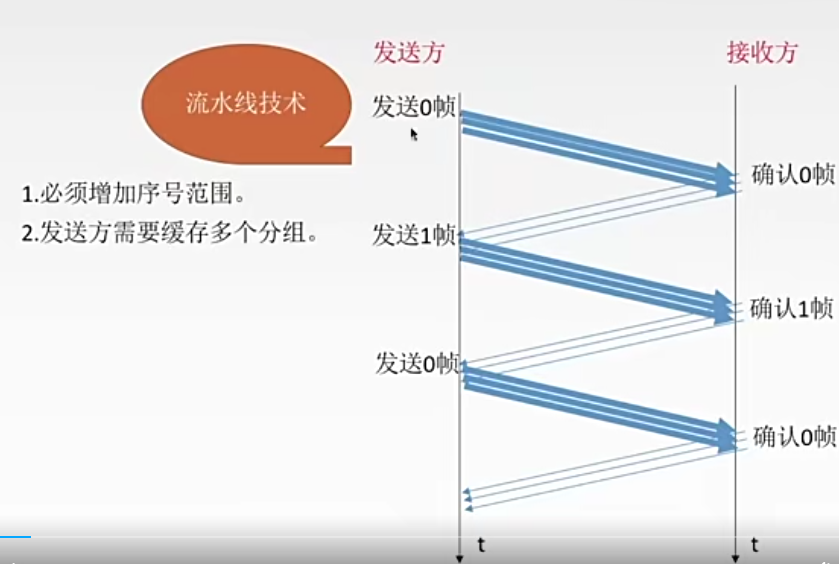 发送方
接收方
流水线技术
发送0帧
确认0帧
1.必须增加序号范围。
2.发送方需要缓存多个分组。
发送1帧
确认1帧
发送0帧
确认0帧
t
t